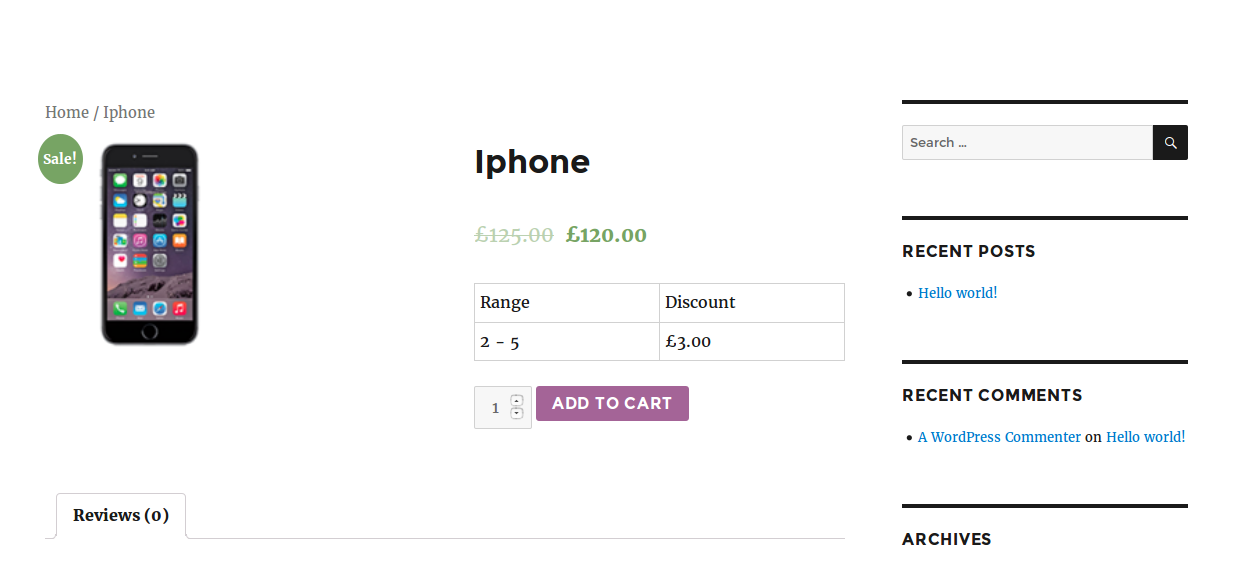 Home / Iphone
Sale!
Iphone
£125.00 £120.00
Range Discount
2 - 5 £3.00
1 ADD TO CART
Reviews (0)
Search ...
RECENT POSTS
Hello world!
RECENT COMMENTS
A WordPress Commenter on Hello world!
ARCHIVES